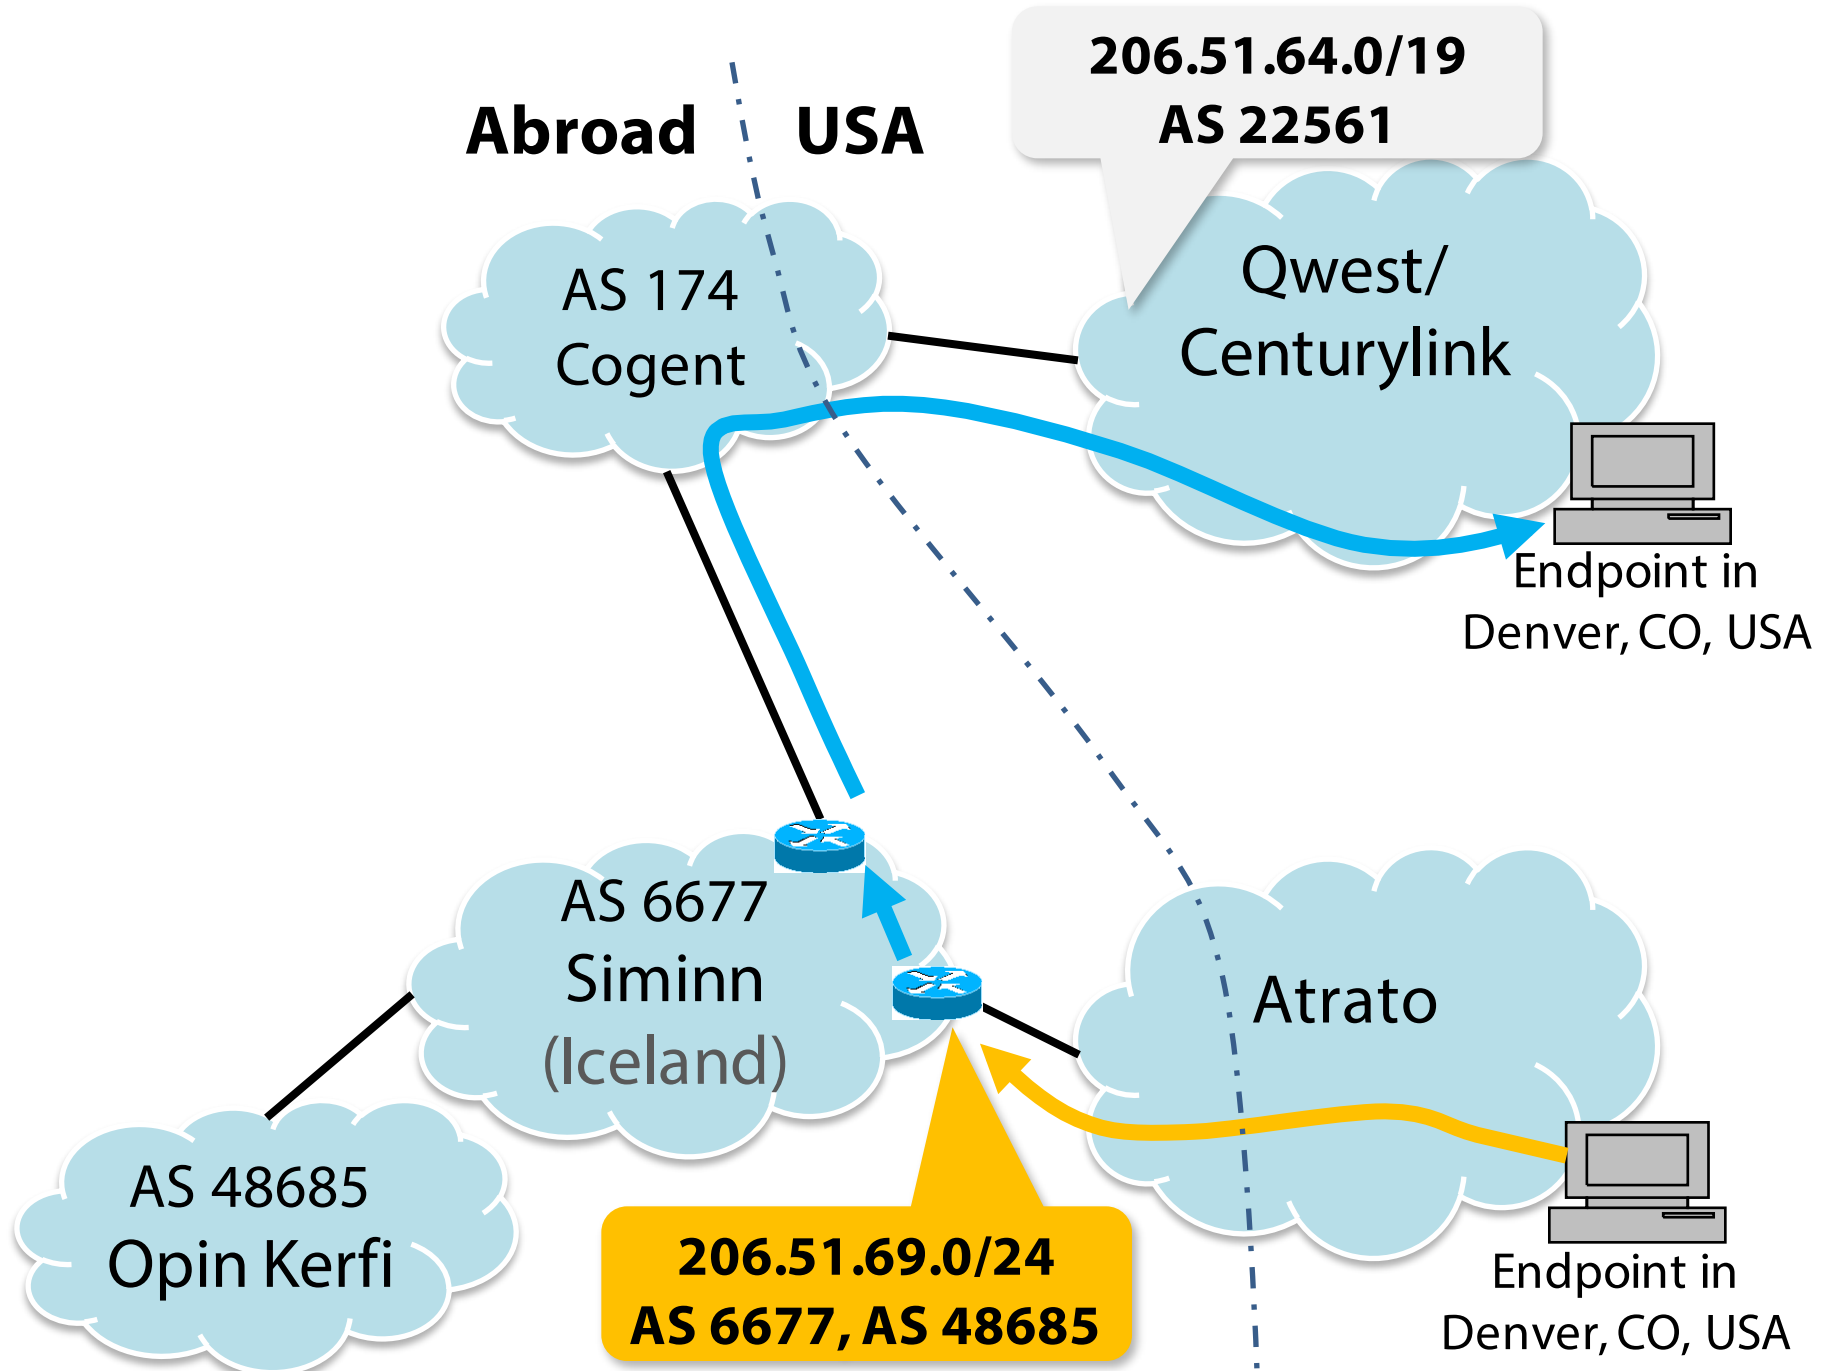 206.51.64.0/19
AS 22561
Abroad
USA
AS 174
Cogent
Qwest/
Centurylink
Endpoint in
Denver, CO, USA
AS 6677
Siminn
(Iceland)
Atrato
AS 48685
Opin Kerfi
206.51.69.0/24
AS 6677, AS 48685
Endpoint in
Denver, CO, USA